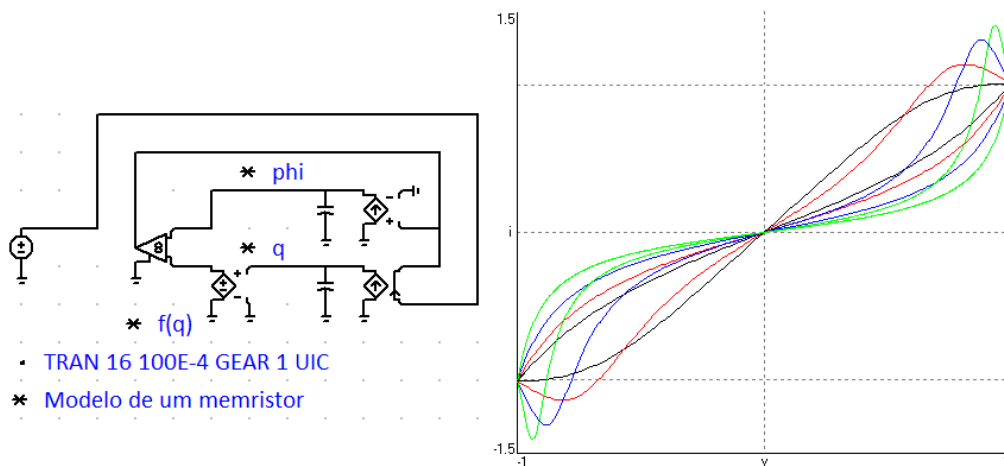 phi
q
f(q)
TRAN 16 100E-4 GEAR 1 UIC
Modelo de um memristor
1.5
i
-1.5
-1
v